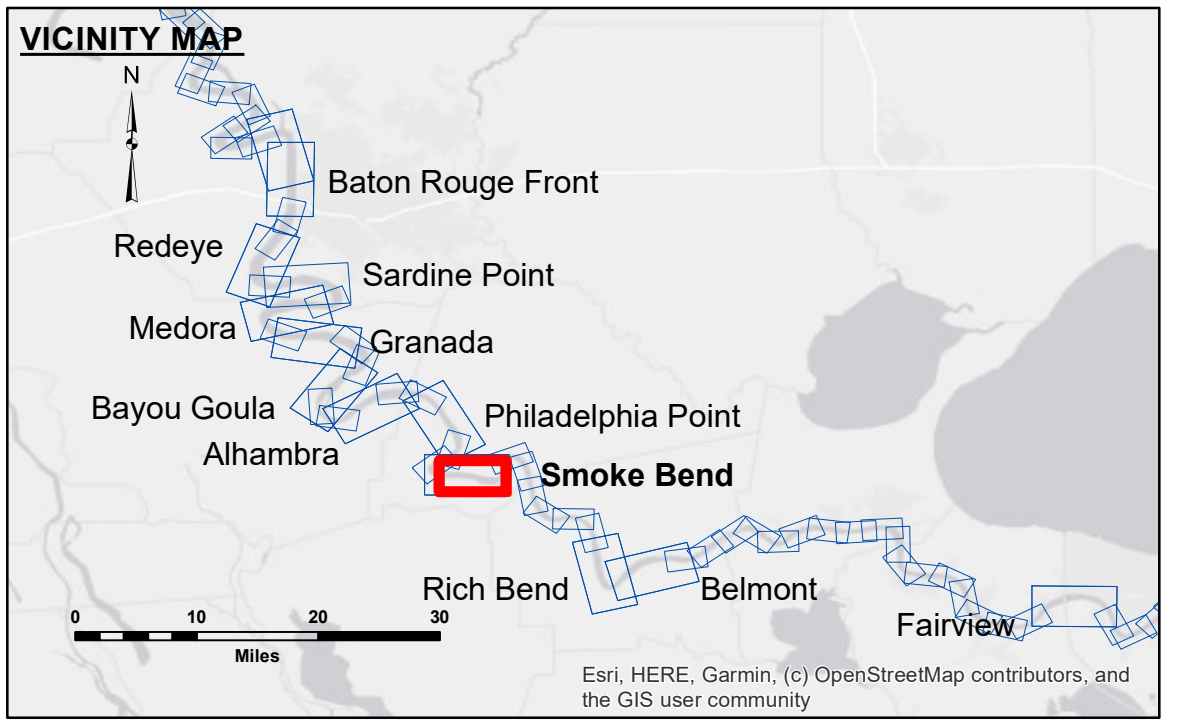 VICINITY MAP
N
Baton Rouge Front
Redeye
Sardine Point
Medora
Granada
Bayou Goula
Philadelphia Point
Alhambra
Smoke Bend
Rich Bend
Belmont
Fairview
0 10 20 30
Miles
Esri, HERE, Garmin, (c) OpenStreetMap contributors, and
the GIS user community